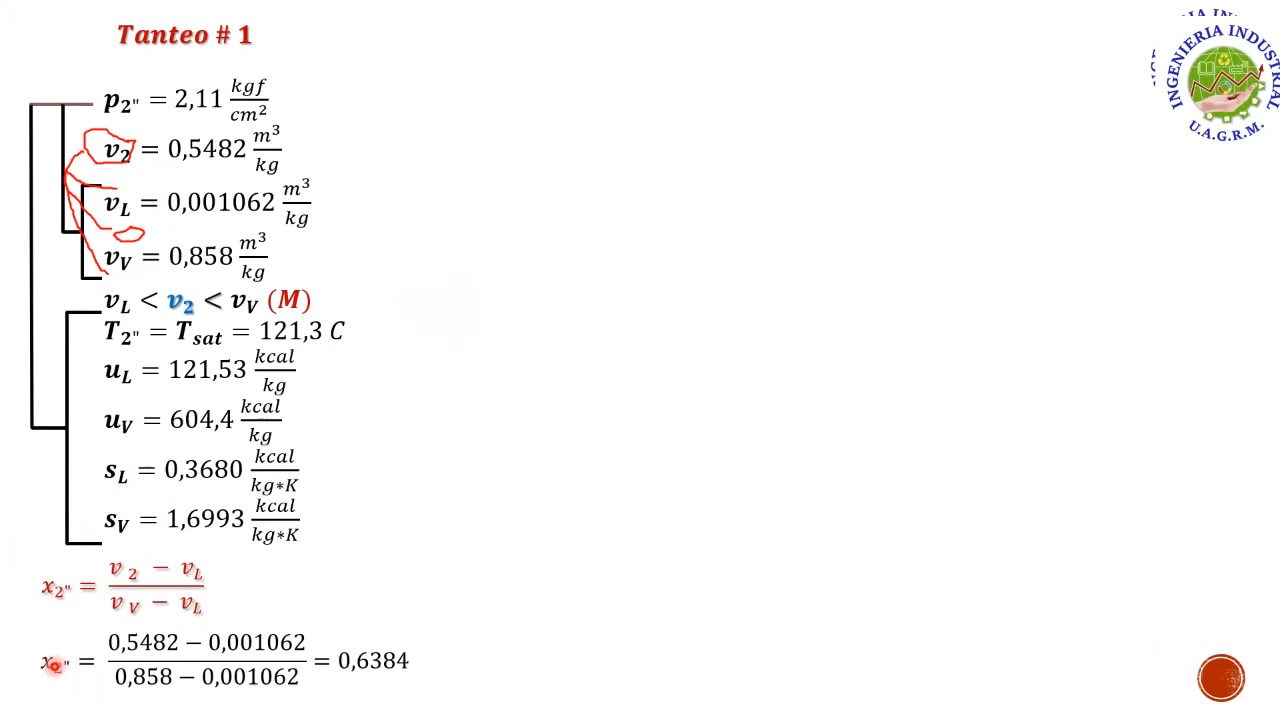 Tanteo # 1
p2" = 2,11 kgf/cm²
v2 = 0,5482 m³/kg
vL = 0,001062 m³/kg
vV = 0,858 m³/kg
vL < v2 < vV (M)
T2" = Tsat = 121,3 C
uL = 121,53 kcal/kg
uV = 604,4 kcal/kg
sL = 0,3680 kcal/kg∗K
sV = 1,6993 kcal/kg∗K
x2" = (v 2 − vL)/(v V − vL)
x2" = (0,5482 − 0,001062)/(0,858 − 0,001062) = 0,6384
INGENIERIA INDUSTRIAL
U.A.G.R.M.